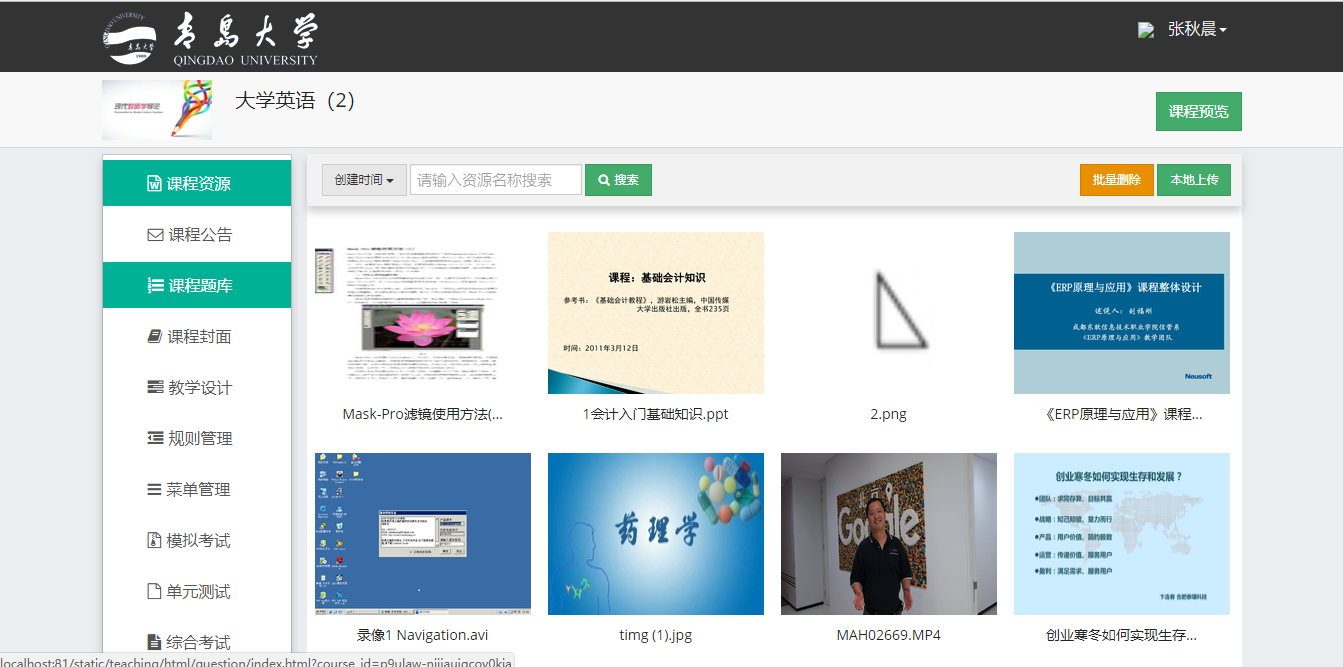 青岛大学
QINGDAO UNIVERSITY
张秋晨
大学英语（2）
课程预览
课程资源
课程公告
课程题库
课程封面
教学设计
规则管理
菜单管理
模拟考试
单元测试
综合考试
创建时间
请输入资源名称搜索
搜索
批量删除
本地上传
Mask-Pro滤镜使用方法(...
课程：基础会计知识
参考书：《基础会计教程》，游岩松主编，中国传媒
大学出版社出版，全书235页
时间：2011年3月12日
1会计入门基础知识.ppt
2.png
《ERP原理与应用》课程整体设计
述说人：刘福刚
成都东软信息技术职业学院信管系
《ERP原理与应用》教学团队
Neusoft
《ERP原理与应用》课程...
录像1 Navigation.avi
药理学
timg (1).jpg
Google
MAH02669.MP4
创业寒冬如何实现生存和发展？
●团队：求同存异、目标共赢
●战略：知己知彼、量力而行
●产品：用户价值、简约极致
●运营：传递价值、服务用户
●盈利：满足需求、服务用户
创业寒冬如何实现生存...
localhost:81/static/teaching/html/question/index.html?course_id=p9ulaw-nijiaujgcov0kja